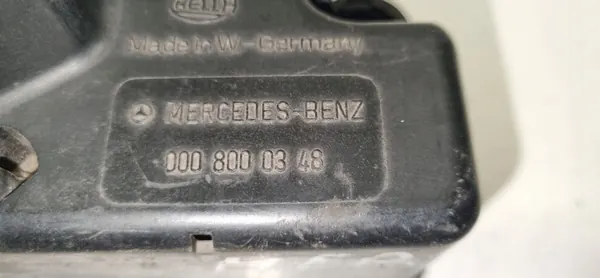 HELLA
Made in W-Germany
MERCEDES-BENZ
000 800 03 48